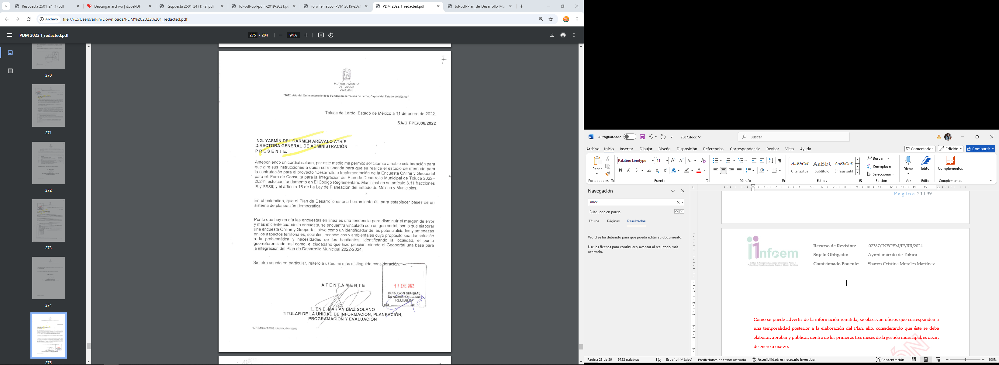 Respuesta 2501_24 (1).pdf
Descargar archivo | iLovePDF
Respuesta 2501_24 (1) (2).pdf
Tol-pdf-upl-pdm-2019-2021.pd
Foro Tematico (PDM 2019-2021
PDM 2022 1_redacted.pdf
tol-pdf-Plan_de_Desarrollo_Mu
Archivo
file:///C:/Users/arkin/Downloads/PDM%202022%201_redacted.pdf
PDM 2022 1_redacted.pdf
275 / 284
94%
270
271
272
273
274
275
7
H. AYUNTAMIENTO
DE TOLUCA
2022-2024
"2022. Año del Quincentenario de la Fundación de Toluca de Lerdo, Capital del Estado de México"
Toluca de Lerdo, Estado de México a 11 de enero de 2022.
SA/UIPPE/038/2022
ING. YASMÍN DEL CARMEN ARÉVALO ATHÍE
DIRECTORA GENERAL DE ADMINISTRACIÓN
P R E S E N T E.
Anteponiendo un cordial saludo, por este medio me permito solicitar su amable colaboración para
que gire sus instrucciones a quien corresponda para que se realice el estudio de mercado para
la contratación para el proyecto "Desarrollo e Implementación de la Encuesta Online y Geoportal
para el: Foro de Consulta para la Integración del Plan de Desarrollo Municipal de Toluca 2022–
2024"; esto con fundamento en El Código Reglamentario Municipal en su artículo 3.11 fracciones
IX y XXXII; y el artículo 18 de La Ley de Planeación del Estado de México y Municipios.
En el entendido, que el Plan de Desarrollo es una herramienta útil para establecer bases de un
sistema de planeación democrática.
Por lo que hoy en día las encuestas en línea es una tendencia para disminuir el margen de error
y más eficiente cuando la encuesta, se encuentra vinculada con un geo portal; por lo que elaborar
una encuesta Online y Geoportal, sirve como un identificador de las potencialidades y amenazas
en los aspectos territoriales, sociales, económicos y ambientales cuyo propósito sea dar solución
a la problemática y necesidades de los habitantes, identificando la localidad, el punto
georreferenciado, así como, el ciudadano que hizo petición; siendo el Geoportal una base para
la integración del Plan de Desarrollo Municipal 2022-2024.
Sin otro asunto en particular, reitero a usted mi más distinguida consideración.
A T E N T A M E N T E
11 ENE 2022
DIRECCIÓN GENERAL
DE ADMINISTRACIÓN
RECIBIDO
L. EN D. MARIAN DÍAZ SOLANO
TITULAR DE LA UNIDAD DE INFORMACIÓN, PLANEACIÓN,
PROGRAMACIÓN Y EVALUACIÓN
*MDS/MHA/AFOG./ Archivo/Minutario
Autoguardado
7387.docx
Buscar
Archivo Inicio Insertar Dibujar Diseño Disposición Referencias Correspondencia Revisar Vista Ayuda
Comentarios
Edición
Compartir
Pegar
Portapapeles
Palatino Linotype
11
N K S ab x₂ x² A A
Fuente
Párrafo
AaBbCcL AaBbC AaBbCcL
Cita textual Subtítulo Énfasis sutil
Estilos
Buscar
Reemplazar
Seleccionar
Edición
Dictar
Voz
Editor
Editor
Complementos
Complementos
Navegación
anex
Búsqueda en pausa
Títulos Páginas Resultados
Word se ha detenido para que pueda editar su documento.
Use las flechas para continuar y avanzar al resultado más
acertado.
Página 20 | 39
infoem
Instituto de Transparencia, Acceso a la Información Pública y
Protección de Datos Personales del Estado de México y Municipios
Recurso de Revisión: 07387/INFOEM/IP/RR/2024
Sujeto Obligado: Ayuntamiento de Toluca
Comisionado Ponente: Sharon Cristina Morales Martínez
Como se puede advertir de la información remitida, se observan oficios que corresponden a
una temporalidad posterior a la elaboración del Plan, ello, considerando que éste se debe
elaborar, aprobar y publicar, dentro de los primeros tres meses de la gestión municipal, es decir,
de enero a marzo.
Página 23 de 39
9722 palabras
Español (México)
Predicciones de texto: activado
Accesibilidad: es necesario investigar
Concentración
100%